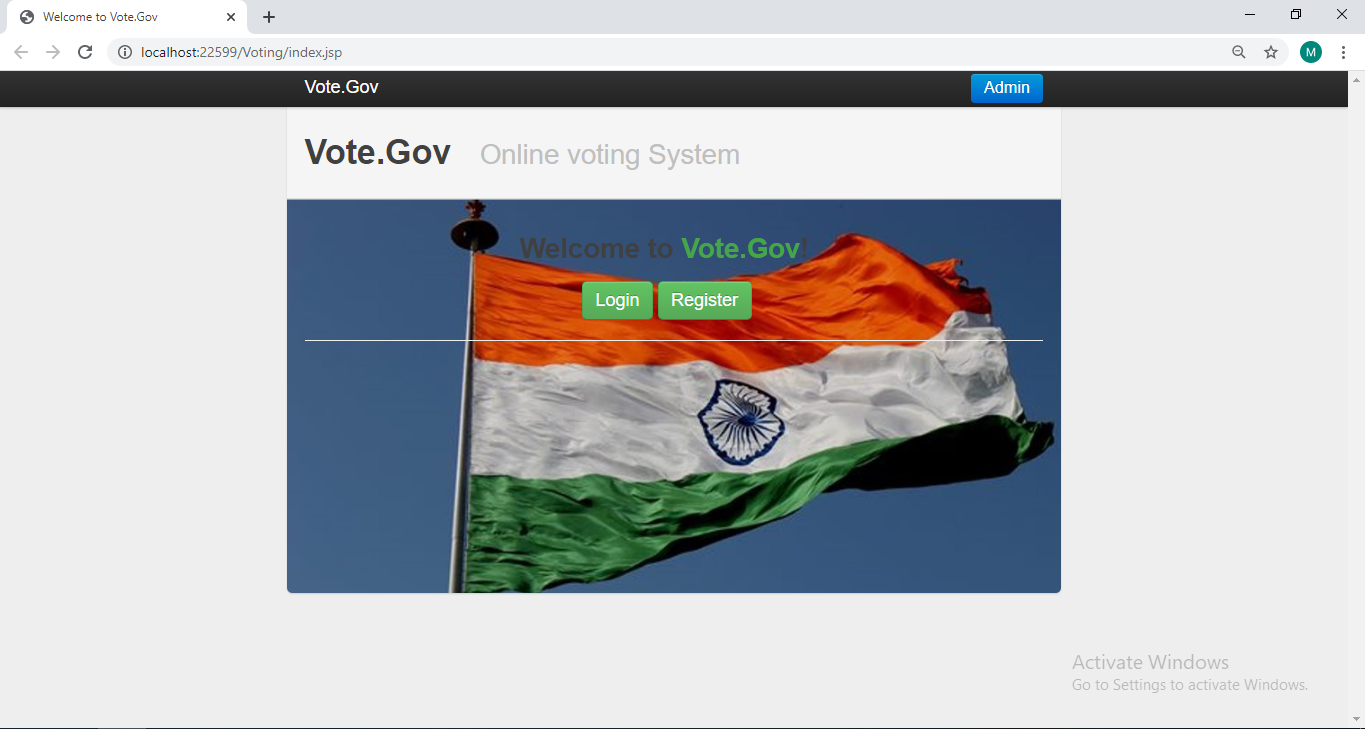 Welcome to Vote.Gov
localhost:22599/Voting/index.jsp
M
Vote.Gov
Admin
Vote.Gov Online voting System
Welcome to Vote.Gov!
Login Register
Activate Windows
Go to Settings to activate Windows.